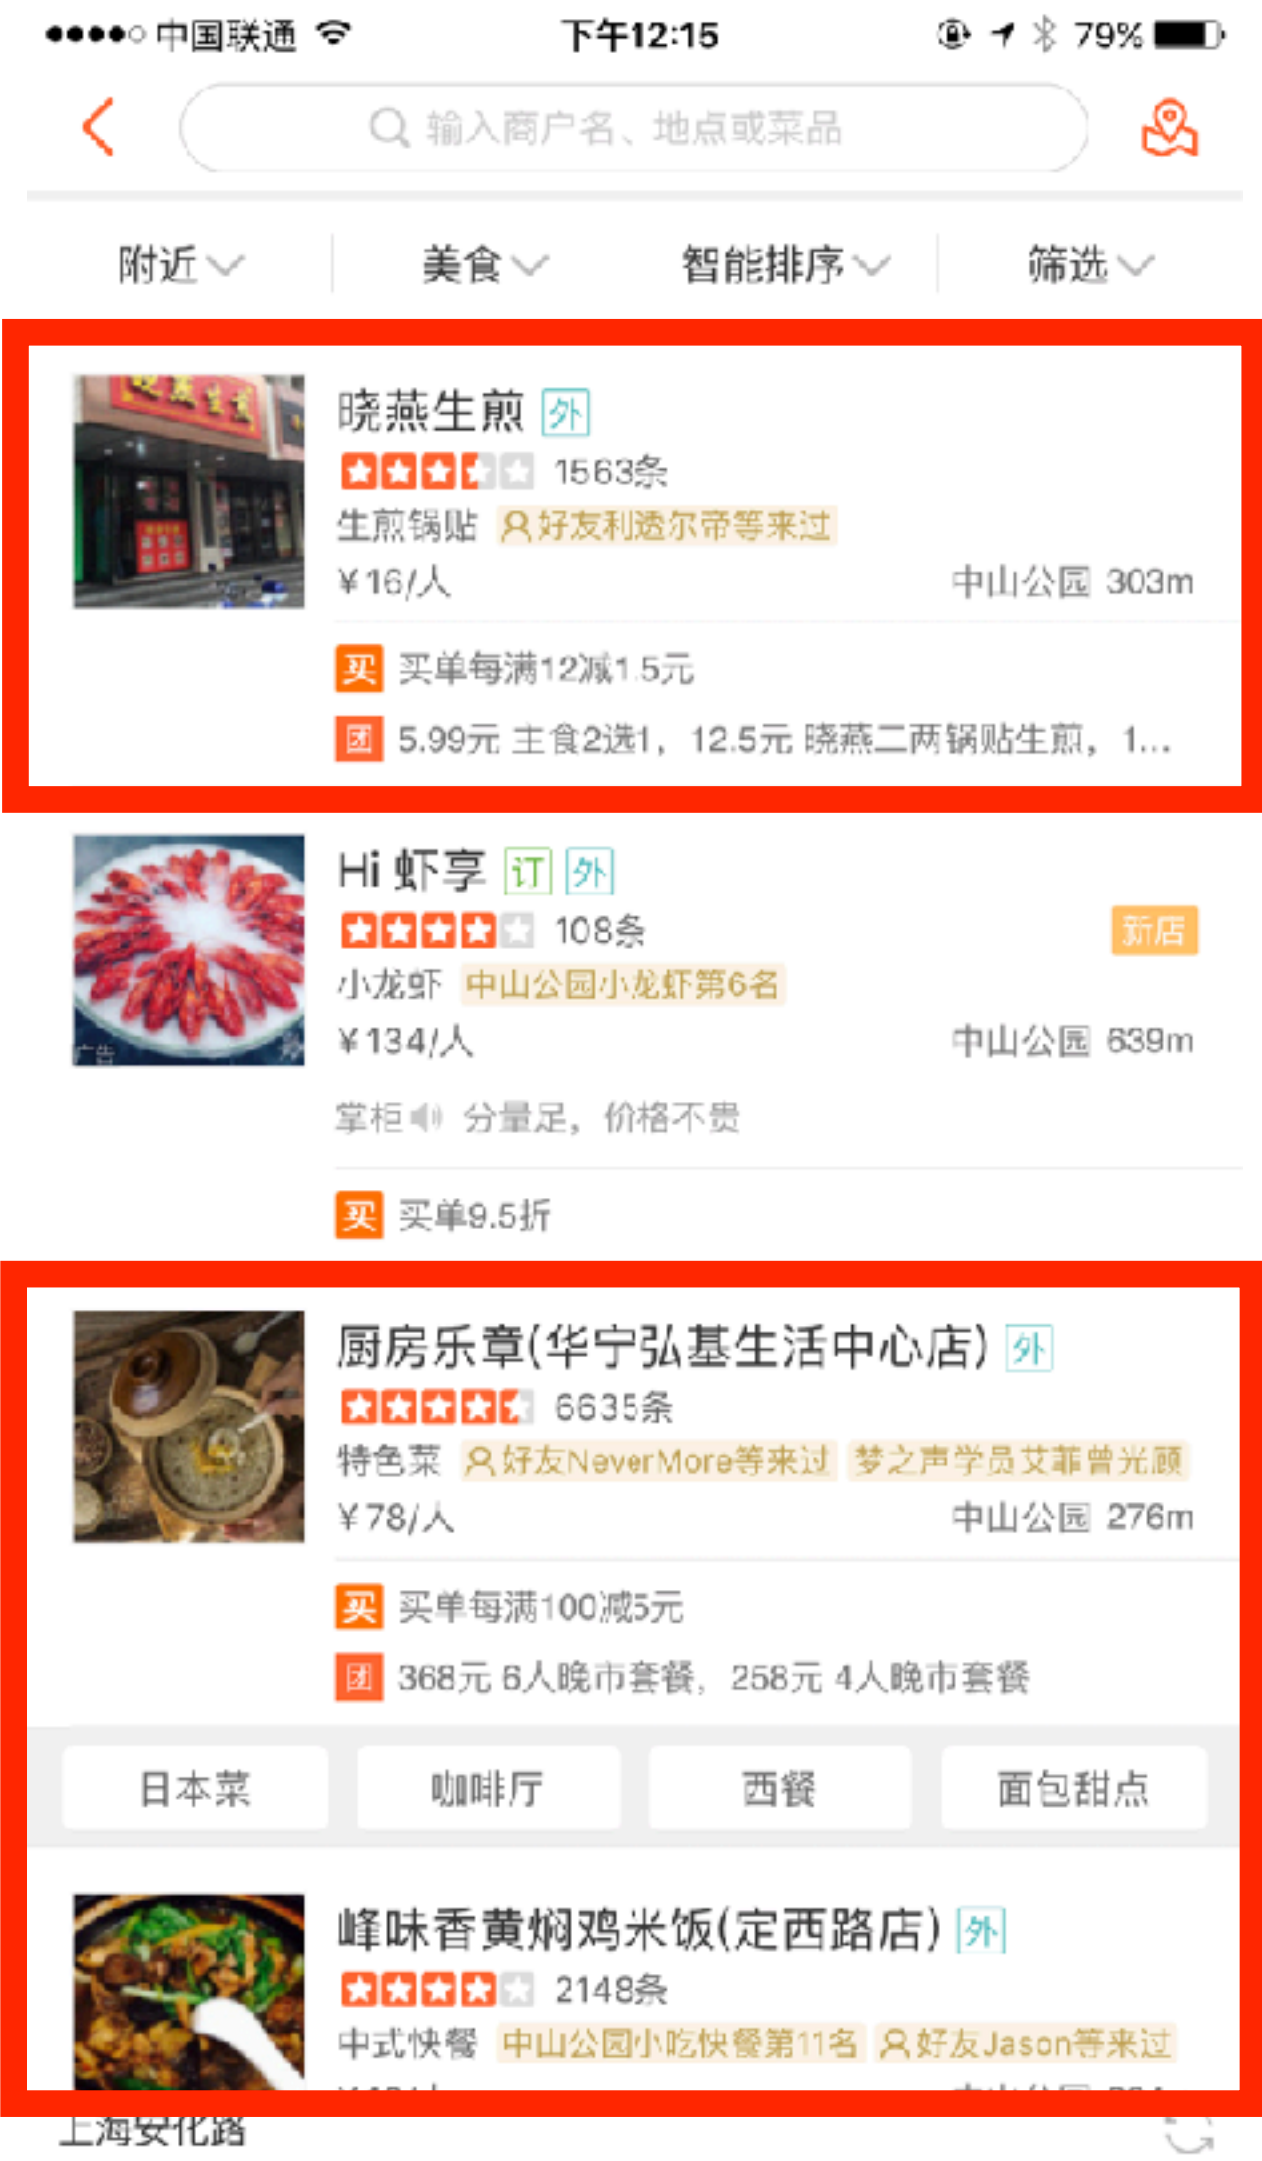 中国联通
下午12:15
79%
输入商户名、地点或菜品
附近
美食
智能排序
筛选
晓燕生煎
晓燕生煎 外
1563条
生煎锅贴 好友利透尔帝等来过
¥16/人 中山公园 303m
买 买单每满12减1.5元
团 5.99元 主食2选1，12.5元 晓燕二两锅贴生煎，1...
Hi 虾享 订 外
108条
新店
小龙虾 中山公园小龙虾第6名
¥134/人 中山公园 639m
广告
掌柜 分量足，价格不贵
买 买单9.5折
厨房乐章(华宁弘基生活中心店) 外
6635条
特色菜 好友NeverMore等来过 梦之声学员艾菲曾光顾
¥78/人 中山公园 276m
买 买单每满100减5元
团 368元 6人晚市套餐，258元 4人晚市套餐
日本菜 咖啡厅 西餐 面包甜点
峰味香黄焖鸡米饭(定西路店) 外
2148条
中式快餐 中山公园小吃快餐第11名 好友Jason等来过
上海安化路